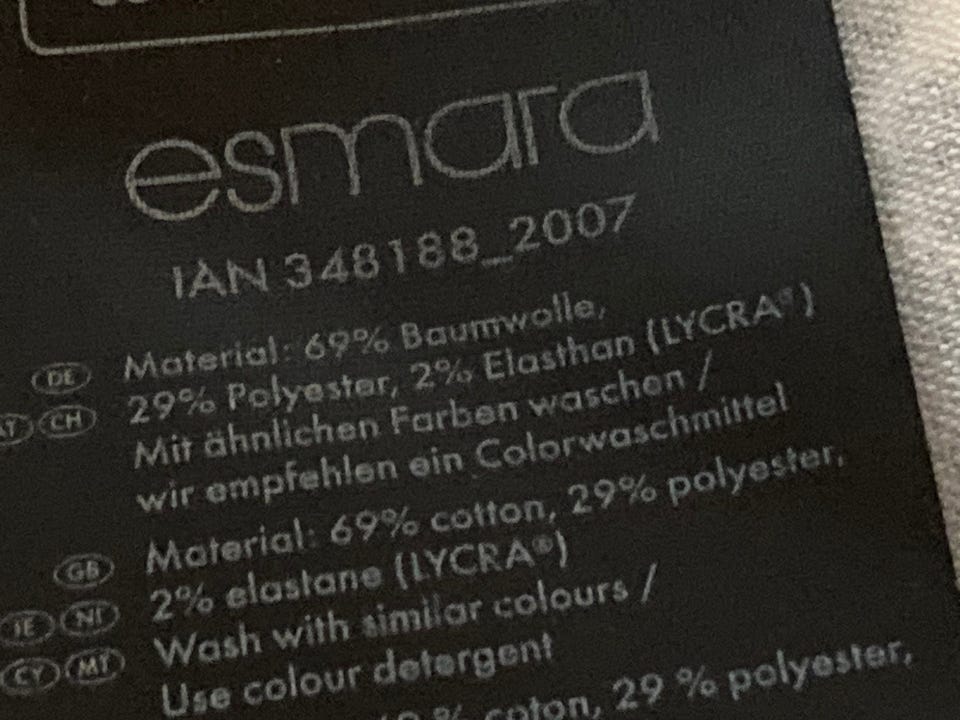 esmara
IAN 348188_2007
DE Material: 69% Baumwolle,
AT CH 29% Polyester, 2% Elasthan (LYCRA®)
Mit ähnlichen Farben waschen /
wir empfehlen ein Colorwaschmittel
GB Material: 69% cotton, 29% polyester,
IE NI 2% elastane (LYCRA®)
CY MT Wash with similar colours /
Use colour detergent
% coton, 29 % polyester,